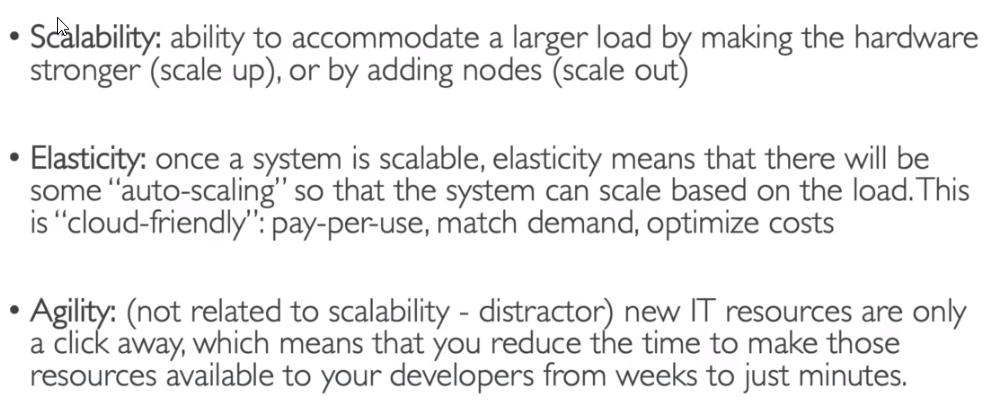 • Scalability: ability to accommodate a larger load by making the hardware
stronger (scale up), or by adding nodes (scale out)
• Elasticity: once a system is scalable, elasticity means that there will be
some “auto-scaling” so that the system can scale based on the load. This
is “cloud-friendly”: pay-per-use, match demand, optimize costs
• Agility: (not related to scalability - distractor) new IT resources are only
a click away, which means that you reduce the time to make those
resources available to your developers from weeks to just minutes.